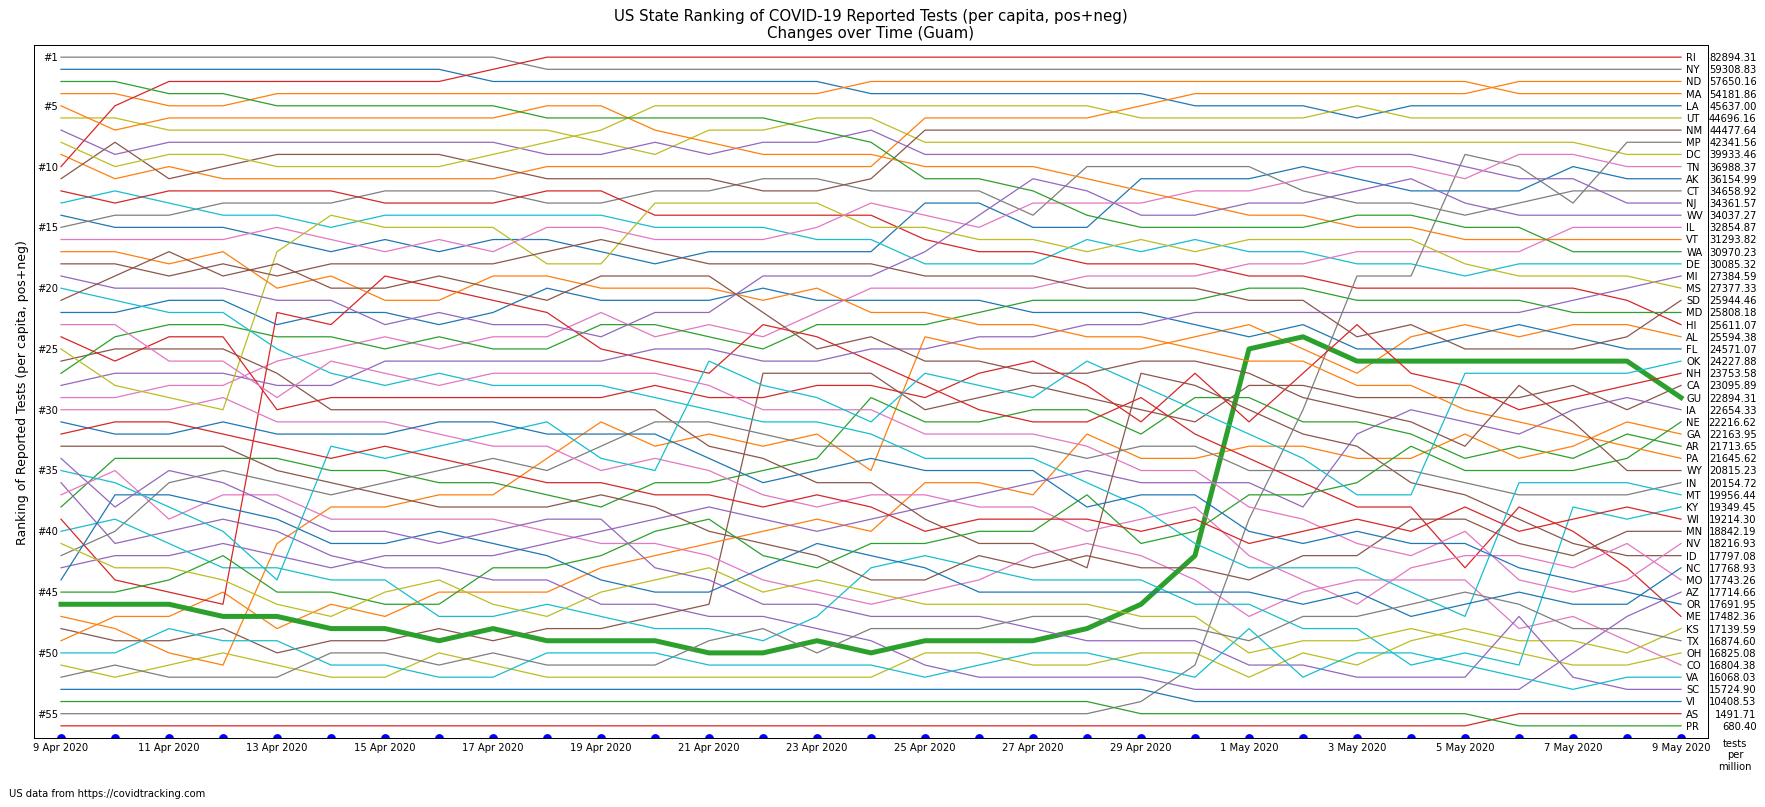 US State Ranking of COVID-19 Reported Tests (per capita, pos+neg)
Changes over Time (Guam)
Ranking of Reported Tests (per capita, pos+neg)
#1
#5
#10
#15
#20
#25
#30
#35
#40
#45
#50
#55
RI 82894.31
NY 59308.83
ND 57650.16
MA 54181.86
LA 45637.00
UT 44696.16
NM 44477.64
MP 42341.56
DC 39933.46
TN 36988.37
AK 36154.99
CT 34658.92
NJ 34361.57
WV 34037.27
IL 32854.87
VT 31293.82
WA 30970.23
DE 30085.32
MI 27384.59
MS 27377.33
SD 25944.46
MD 25808.18
HI 25611.07
AL 25594.38
FL 24571.07
OK 24227.88
NH 23753.58
CA 23095.89
GU 22894.31
IA 22654.33
NE 22216.62
GA 22163.95
AR 21713.65
PA 21645.62
WY 20815.23
IN 20154.72
MT 19956.44
KY 19349.45
WI 19214.30
MN 18842.19
NV 18216.93
ID 17797.08
NC 17768.93
MO 17743.26
AZ 17714.66
OR 17691.95
ME 17482.36
KS 17139.59
TX 16874.60
OH 16825.08
CO 16804.38
VA 16068.03
SC 15724.90
VI 10408.53
AS 1491.71
PR 680.40
9 Apr 2020 11 Apr 2020 13 Apr 2020 15 Apr 2020 17 Apr 2020 19 Apr 2020 21 Apr 2020 23 Apr 2020 25 Apr 2020 27 Apr 2020 29 Apr 2020 1 May 2020 3 May 2020 5 May 2020 7 May 2020 9 May 2020
tests
per
million
US data from https://covidtracking.com